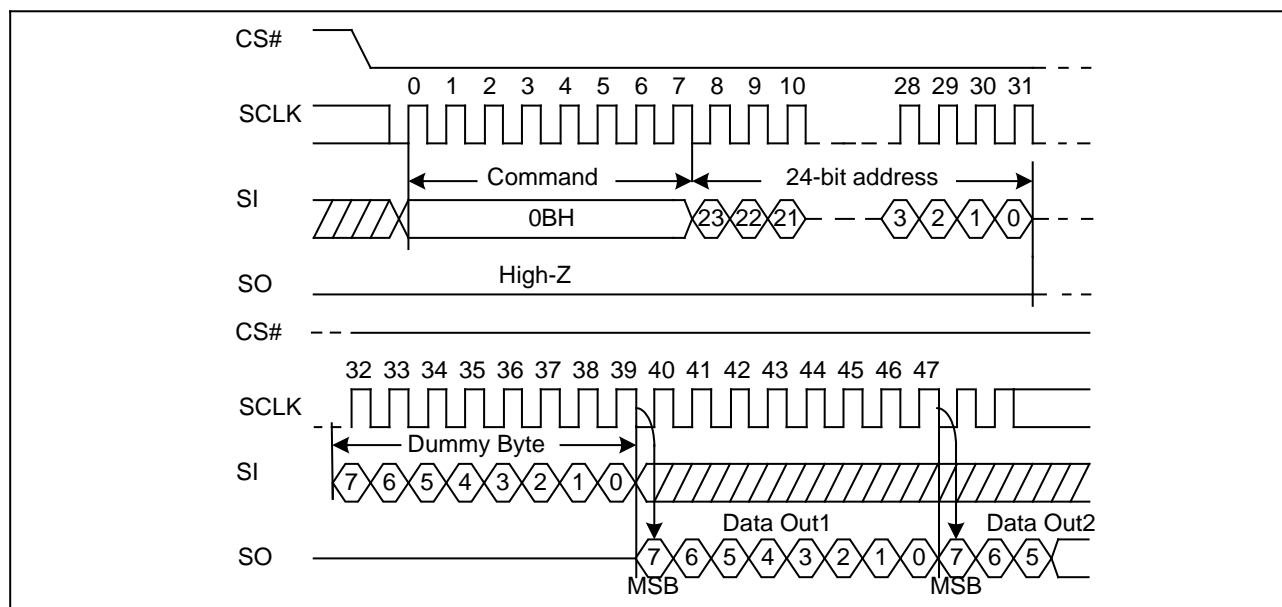 CS#
0 1 2 3 4 5 6 7 8 9 10 28 29 30 31
SCLK
Command 24-bit address
SI
0BH 23 22 21 3 2 1 0
High-Z
SO
CS#
32 33 34 35 36 37 38 39 40 41 42 43 44 45 46 47
SCLK
Dummy Byte
SI
7 6 5 4 3 2 1 0
Data Out1 Data Out2
SO
7 6 5 4 3 2 1 0 7 6 5
MSB MSB